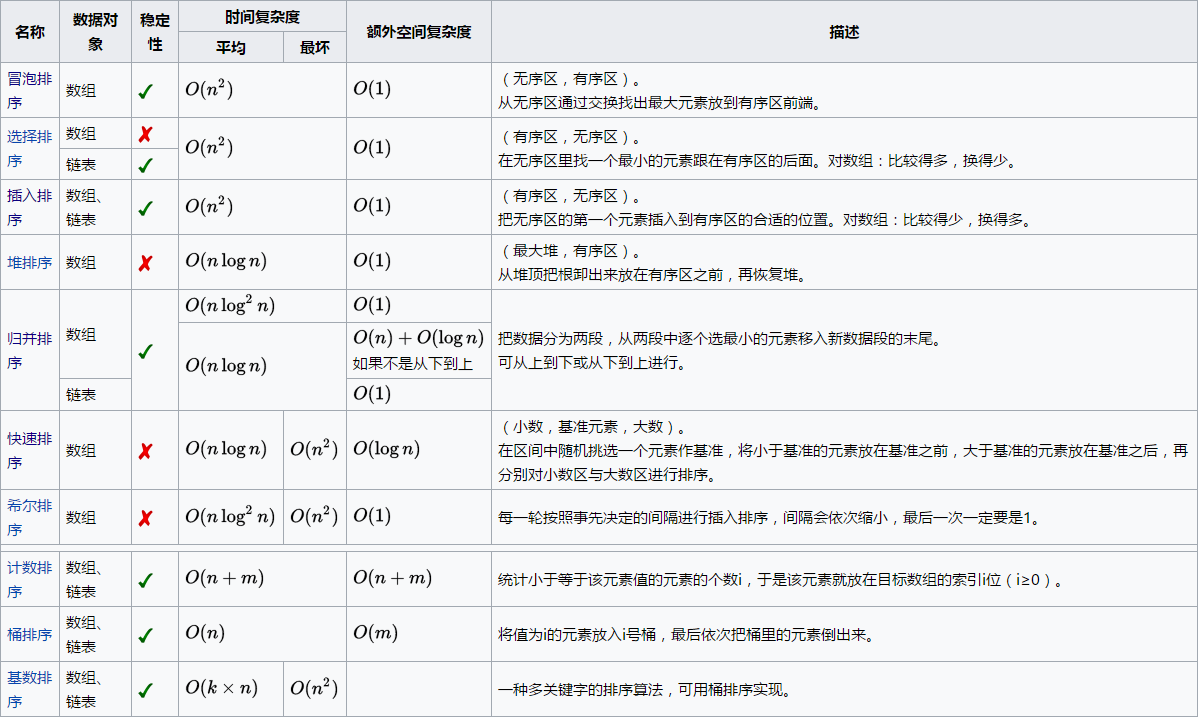 名称 数据对象 稳定性 时间复杂度 额外空间复杂度 描述
平均 最坏
冒泡排序 数组 ✓ O(n²) O(1) （无序区，有序区）。
从无序区通过交换找出最大元素放到有序区前端。
选择排序 数组 ✗ O(n²) O(1) （有序区，无序区）。
链表 ✓ 在无序区里找一个最小的元素跟在有序区的后面。对数组：比较得多，换得少。
插入排序 数组、链表 ✓ O(n²) O(1) （有序区，无序区）。
把无序区的第一个元素插入到有序区的合适的位置。对数组：比较得少，换得多。
堆排序 数组 ✗ O(n log n) O(1) （最大堆，有序区）。
从堆顶把根卸出来放在有序区之前，再恢复堆。
归并排序 数组 ✓ O(n log² n) O(1) 把数据分为两段，从两段中逐个选最小的元素移入新数据段的末尾。
O(n log n) O(n) + O(log n) 可从上到下或从下到上进行。
如果不是从下到上
链表 O(1)
快速排序 数组 ✗ O(n log n) O(n²) O(log n) （小数，基准元素，大数）。
在区间中随机挑选一个元素作基准，将小于基准的元素放在基准之前，大于基准的元素放在基准之后，再
分别对小数区与大数区进行排序。
希尔排序 数组 ✗ O(n log² n) O(n²) O(1) 每一轮按照事先决定的间隔进行插入排序，间隔会依次缩小，最后一次一定要是1。
计数排序 数组、链表 ✓ O(n + m) O(n + m) 统计小于等于该元素值的元素的个数i，于是该元素就放在目标数组的索引i位（i≥0）。
桶排序 数组、链表 ✓ O(n) O(m) 将值为i的元素放入i号桶，最后依次把桶里的元素倒出来。
基数排序 数组、链表 ✓ O(k × n) O(n²) 一种多关键字的排序算法，可用桶排序实现。